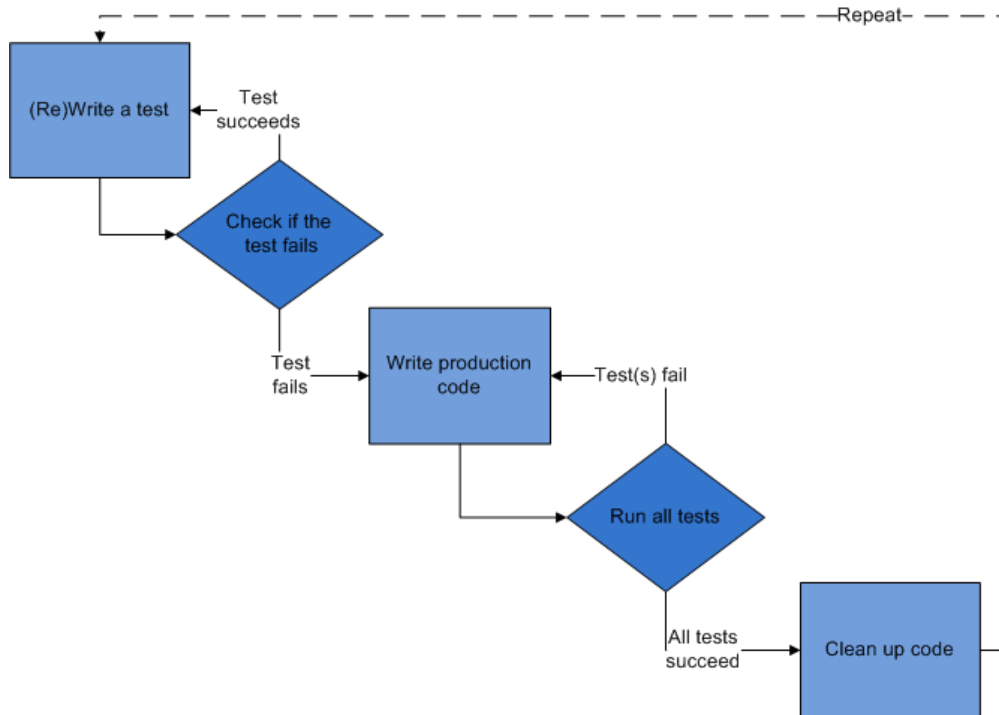 Repeat
(Re)Write a test
Test
succeeds
Check if the
test fails
Test
fails
Write production
code
Test(s) fail
Run all tests
All tests
succeed
Clean up code